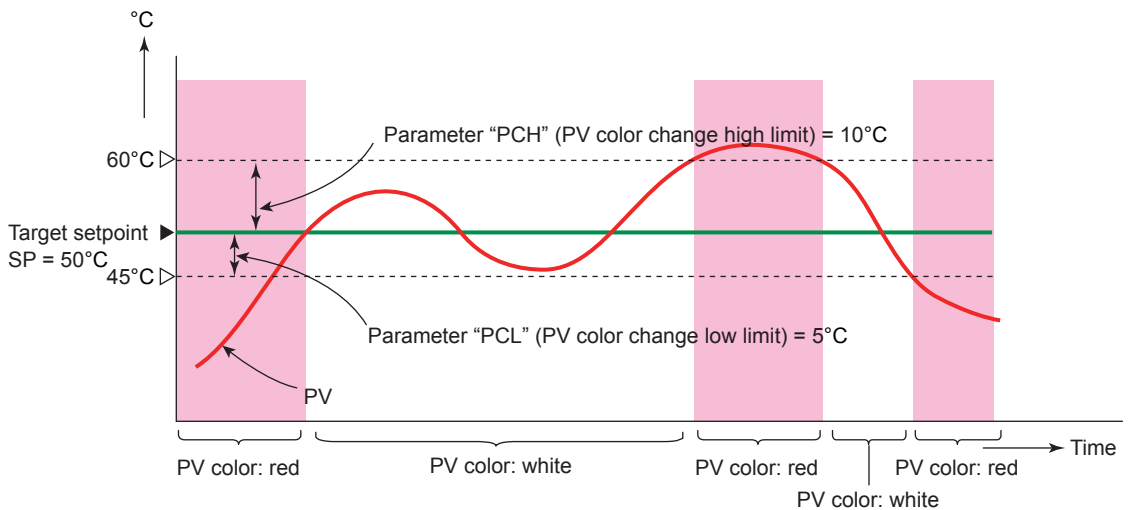 °C
Parameter “PCH” (PV color change high limit) = 10°C
60°C
Target setpoint
SP = 50°C
45°C
Parameter “PCL” (PV color change low limit) = 5°C
PV
Time
PV color: red
PV color: white
PV color: red
PV color: red
PV color: white